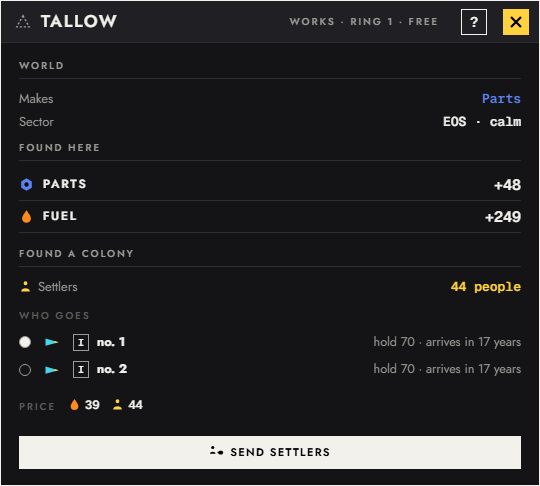 TALLOW WORKS · RING 1 · FREE ?
WORLD
Makes Parts
Sector EOS · calm
FOUND HERE
PARTS +48
FUEL +249
FOUND A COLONY
Settlers 44 people
WHO GOES
I no. 1 hold 70 · arrives in 17 years
I no. 2 hold 70 · arrives in 17 years
PRICE 39 44
SEND SETTLERS